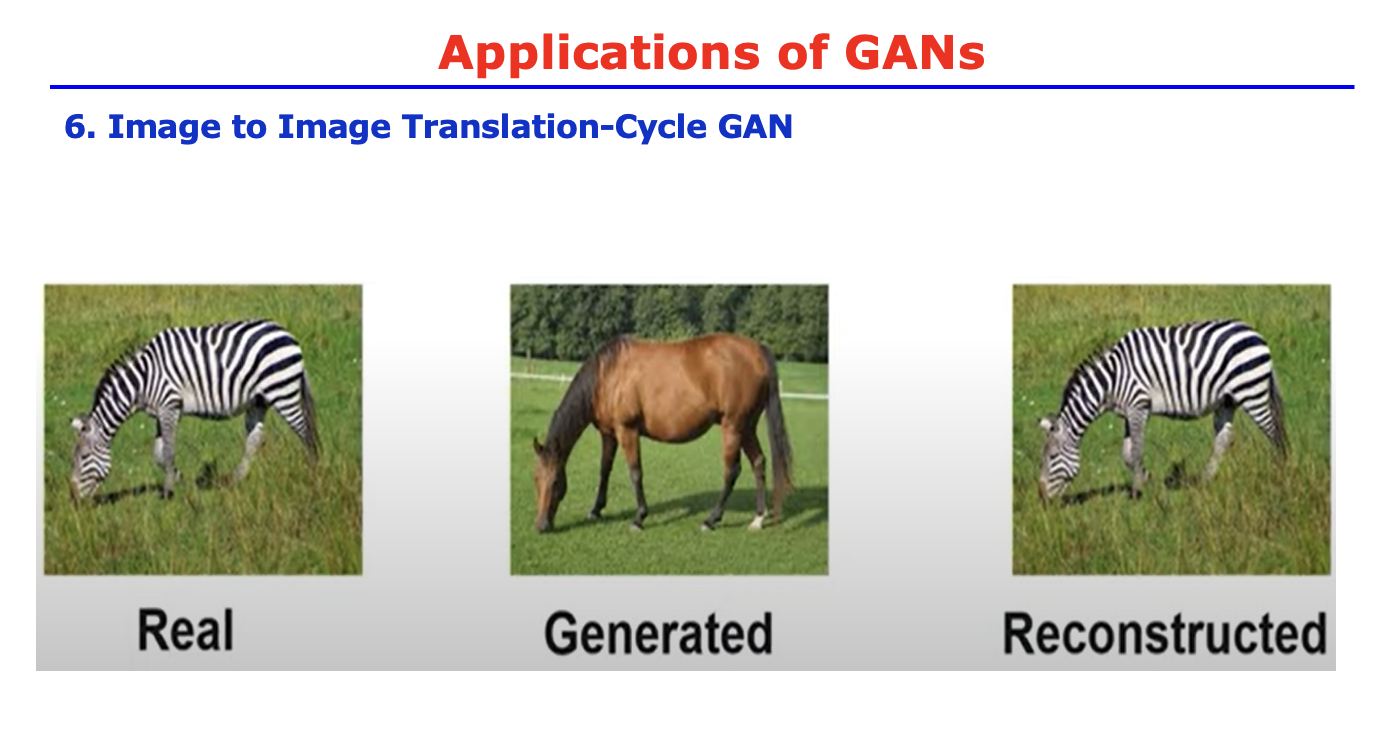 Applications of GANs
6. Image to Image Translation-Cycle GAN
Real
Generated
Reconstructed